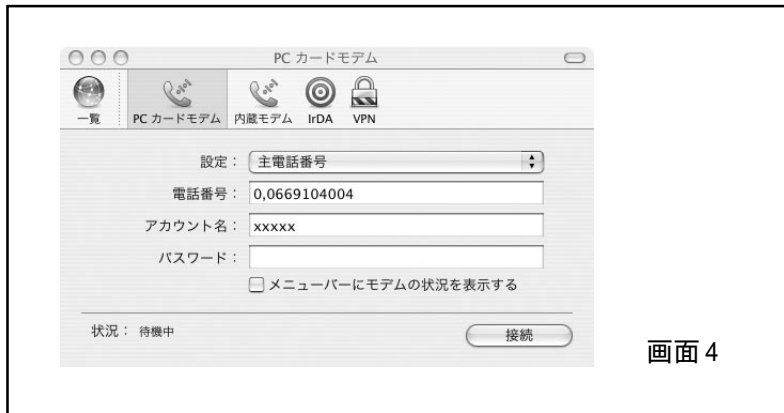 PC カードモデム
一覧 PC カードモデム 内蔵モデム IrDA VPN
設定： 主電話番号
電話番号： 0,0669104004
アカウント名： xxxxx
パスワード：
メニューバーにモデムの状況を表示する
状況： 待機中 接続
画面4